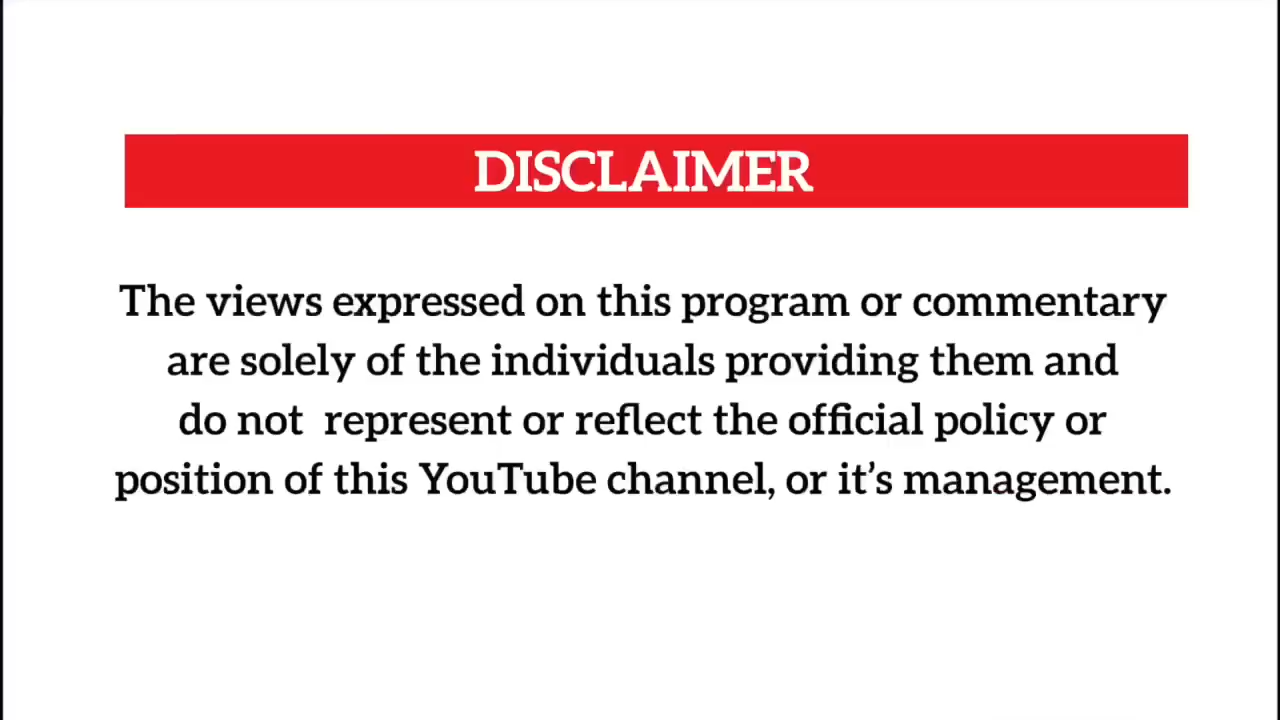 DISCLAIMER
The views expressed on this program or commentary
are solely of the individuals providing them and
do not  represent or reflect the official policy or
position of this YouTube channel, or it’s management.